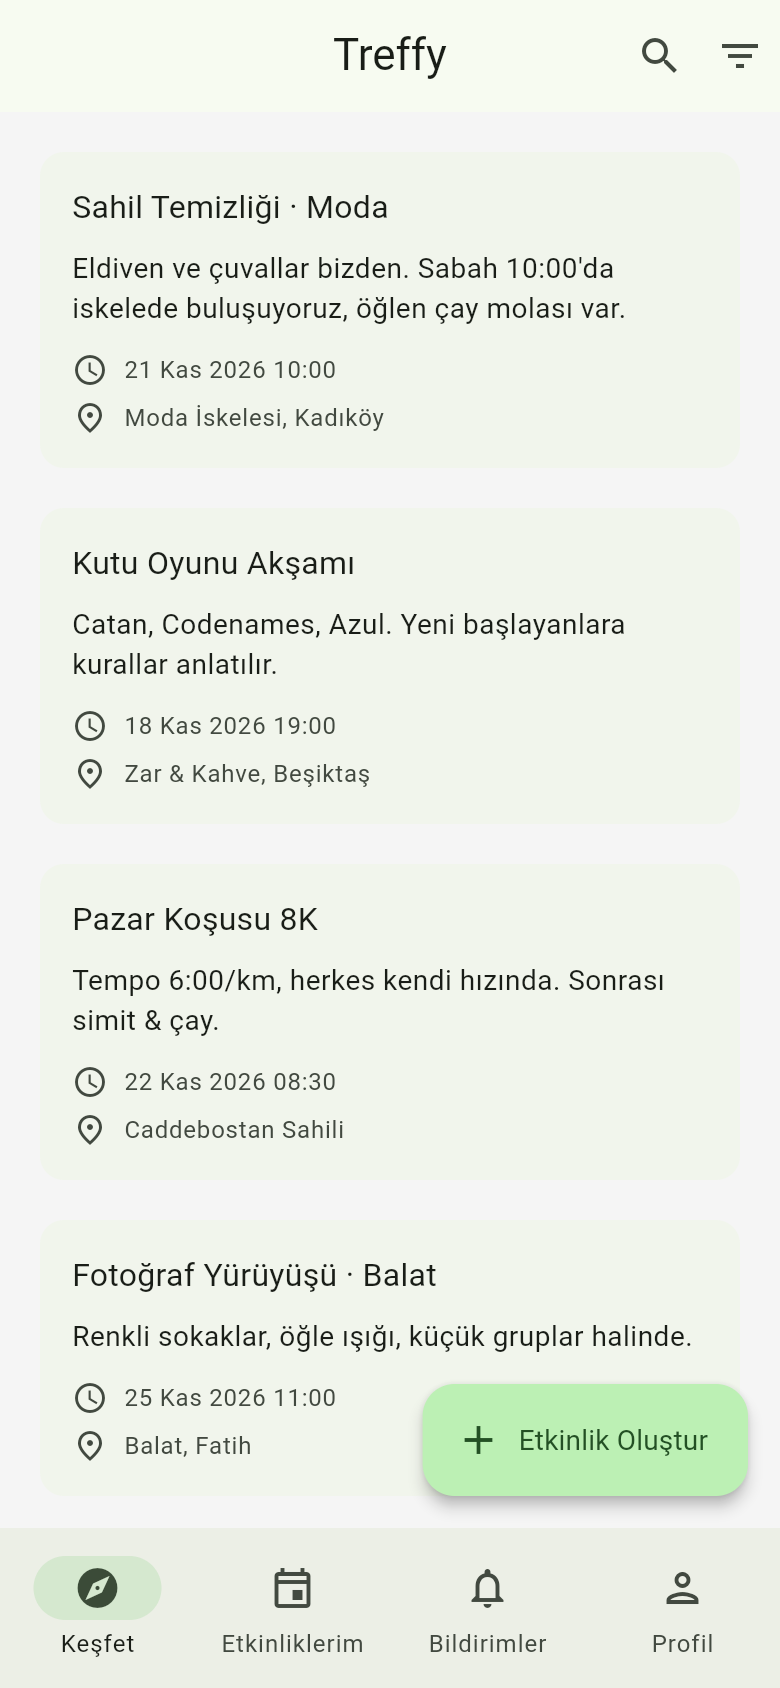 Treffy
Sahil Temizliği · Moda
Eldiven ve çuvallar bizden. Sabah 10:00'da
iskelede buluşuyoruz, öğlen çay molası var.
21 Kas 2026 10:00
Moda İskelesi, Kadıköy
Kutu Oyunu Akşamı
Catan, Codenames, Azul. Yeni başlayanlara
kurallar anlatılır.
18 Kas 2026 19:00
Zar & Kahve, Beşiktaş
Pazar Koşusu 8K
Tempo 6:00/km, herkes kendi hızında. Sonrası
simit & çay.
22 Kas 2026 08:30
Caddebostan Sahili
Fotoğraf Yürüyüşü · Balat
Renkli sokaklar, öğle ışığı, küçük gruplar halinde.
25 Kas 2026 11:00
Balat, Fatih
Etkinlik Oluştur
Keşfet
Etkinliklerim
Bildirimler
Profil